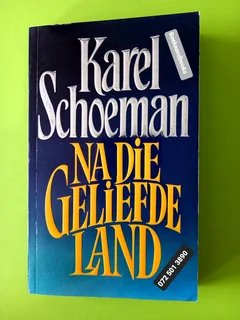 Karel
Schoeman
NA DIE
GELIEFDE
LAND
072 501 3890